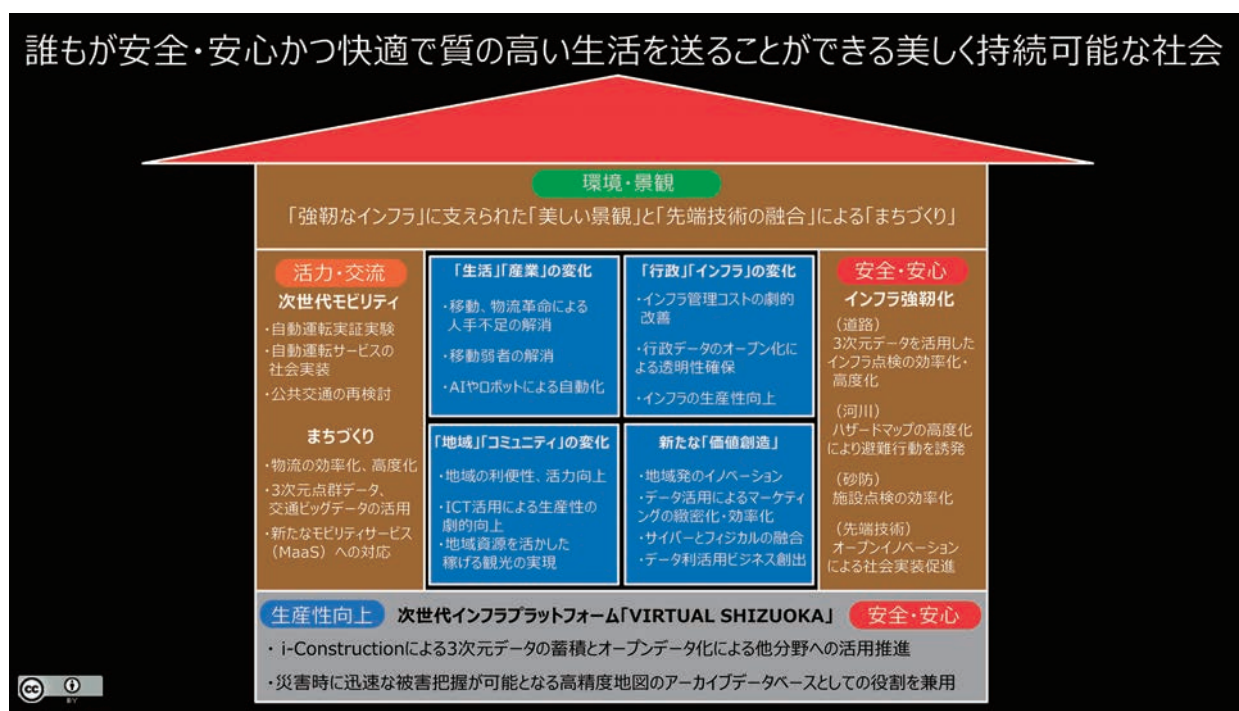 誰もが安全・安心かつ快適で質の高い生活を送ることができる美しく持続可能な社会
環境・景観
「強靭なインフラ」に支えられた「美しい景観」と「先端技術の融合」による「まちづくり」
活力・交流
次世代モビリティ
・自動運転実証実験
・自動運転サービスの
社会実装
・公共交通の再検討
まちづくり
・物流の効率化、高度化
・3次元点群データ、
交通ビッグデータの活用
・新たなモビリティサービス
（MaaS）への対応
「生活」「産業」の変化
・移動、物流革命による
人手不足の解消
・移動弱者の解消
・AIやロボットによる自動化
「行政」「インフラ」の変化
・インフラ管理コストの劇的
改善
・行政データのオープン化に
よる透明性確保
・インフラの生産性向上
「地域」「コミュニティ」の変化
・地域の利便性、活力向上
・ICT活用による生産性の
劇的向上
・地域資源を活かした
稼げる観光の実現
新たな「価値創造」
・地域発のイノベーション
・データ活用によるマーケティ
ングの緻密化・効率化
・サイバーとフィジカルの融合
・データ利活用ビジネス創出
安全・安心
インフラ強靭化
（道路）
3次元データを活用した
インフラ点検の効率化・
高度化
（河川）
ハザードマップの高度化
により避難行動を誘発
（砂防）
施設点検の効率化
（先端技術）
オープンイノベーション
による社会実装促進
生産性向上 次世代インフラプラットフォーム「VIRTUAL SHIZUOKA」 安全・安心
・ i-Constructionによる3次元データの蓄積とオープンデータ化による他分野への活用推進
・災害時に迅速な被害把握が可能となる高精度地図のアーカイブデータベースとしての役割を兼用
cc
BY